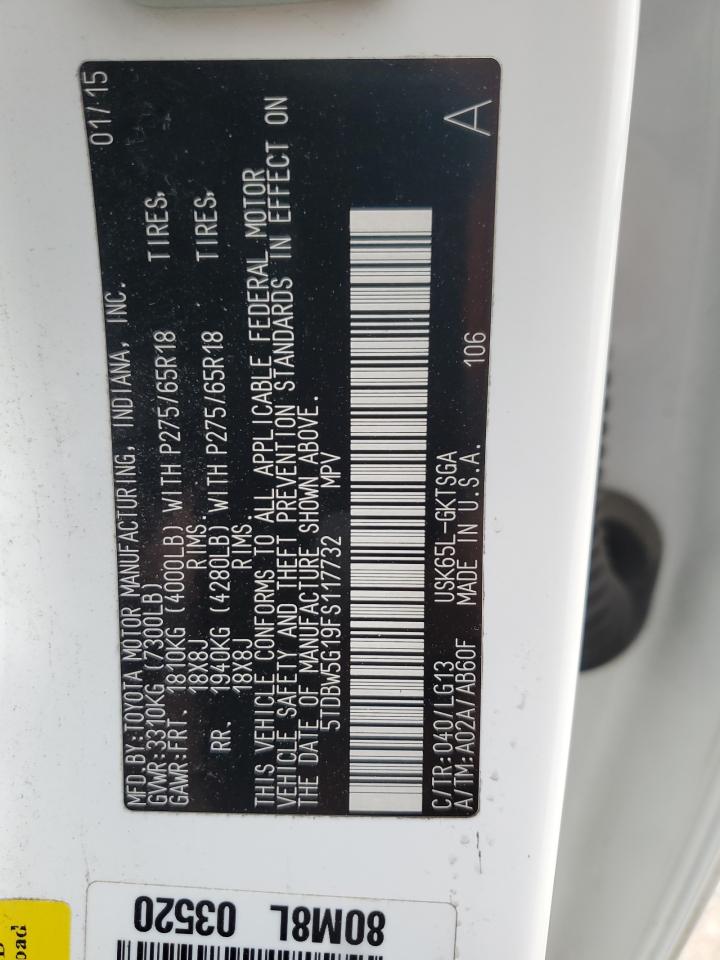 MFD.BY:TOYOTA MOTOR MANUFACTURING, INDIANA, INC. 01/15
GVWR:3310KG(7300LB)
GAWR:FRT. 1810KG (4000LB) WITH P275/65R18 TIRES,
18X8J RIMS.
RR. 1940KG (4280LB) WITH P275/65R18 TIRES,
18X8J RIMS.
THIS VEHICLE CONFORMS TO ALL APPLICABLE FEDERAL MOTOR
VEHICLE SAFETY AND THEFT PREVENTION STANDARDS IN EFFECT ON
THE DATE OF MANUFACTURE SHOWN ABOVE.
5TDBW5G19FS117732 MPV
C/TR:040/LG13 USK65L-GKTSGA
A/TM:A02A/AB60F MADE IN U.S.A. 106 A
03520
80M8L
oad